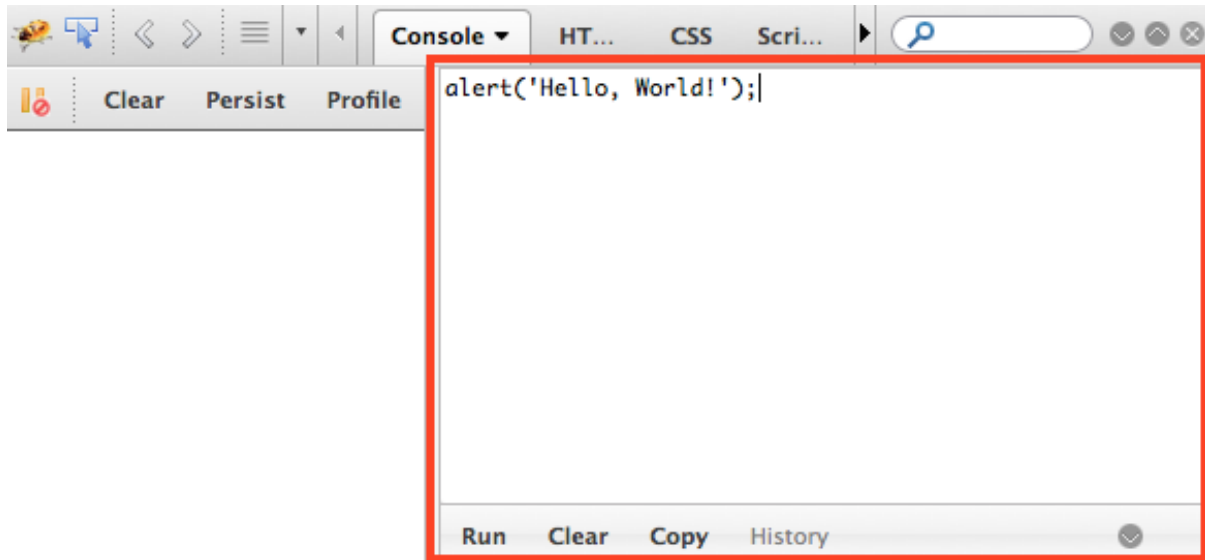 Console HT... CSS Scri...
Clear Persist Profile
alert('Hello, World!');
Run Clear Copy History